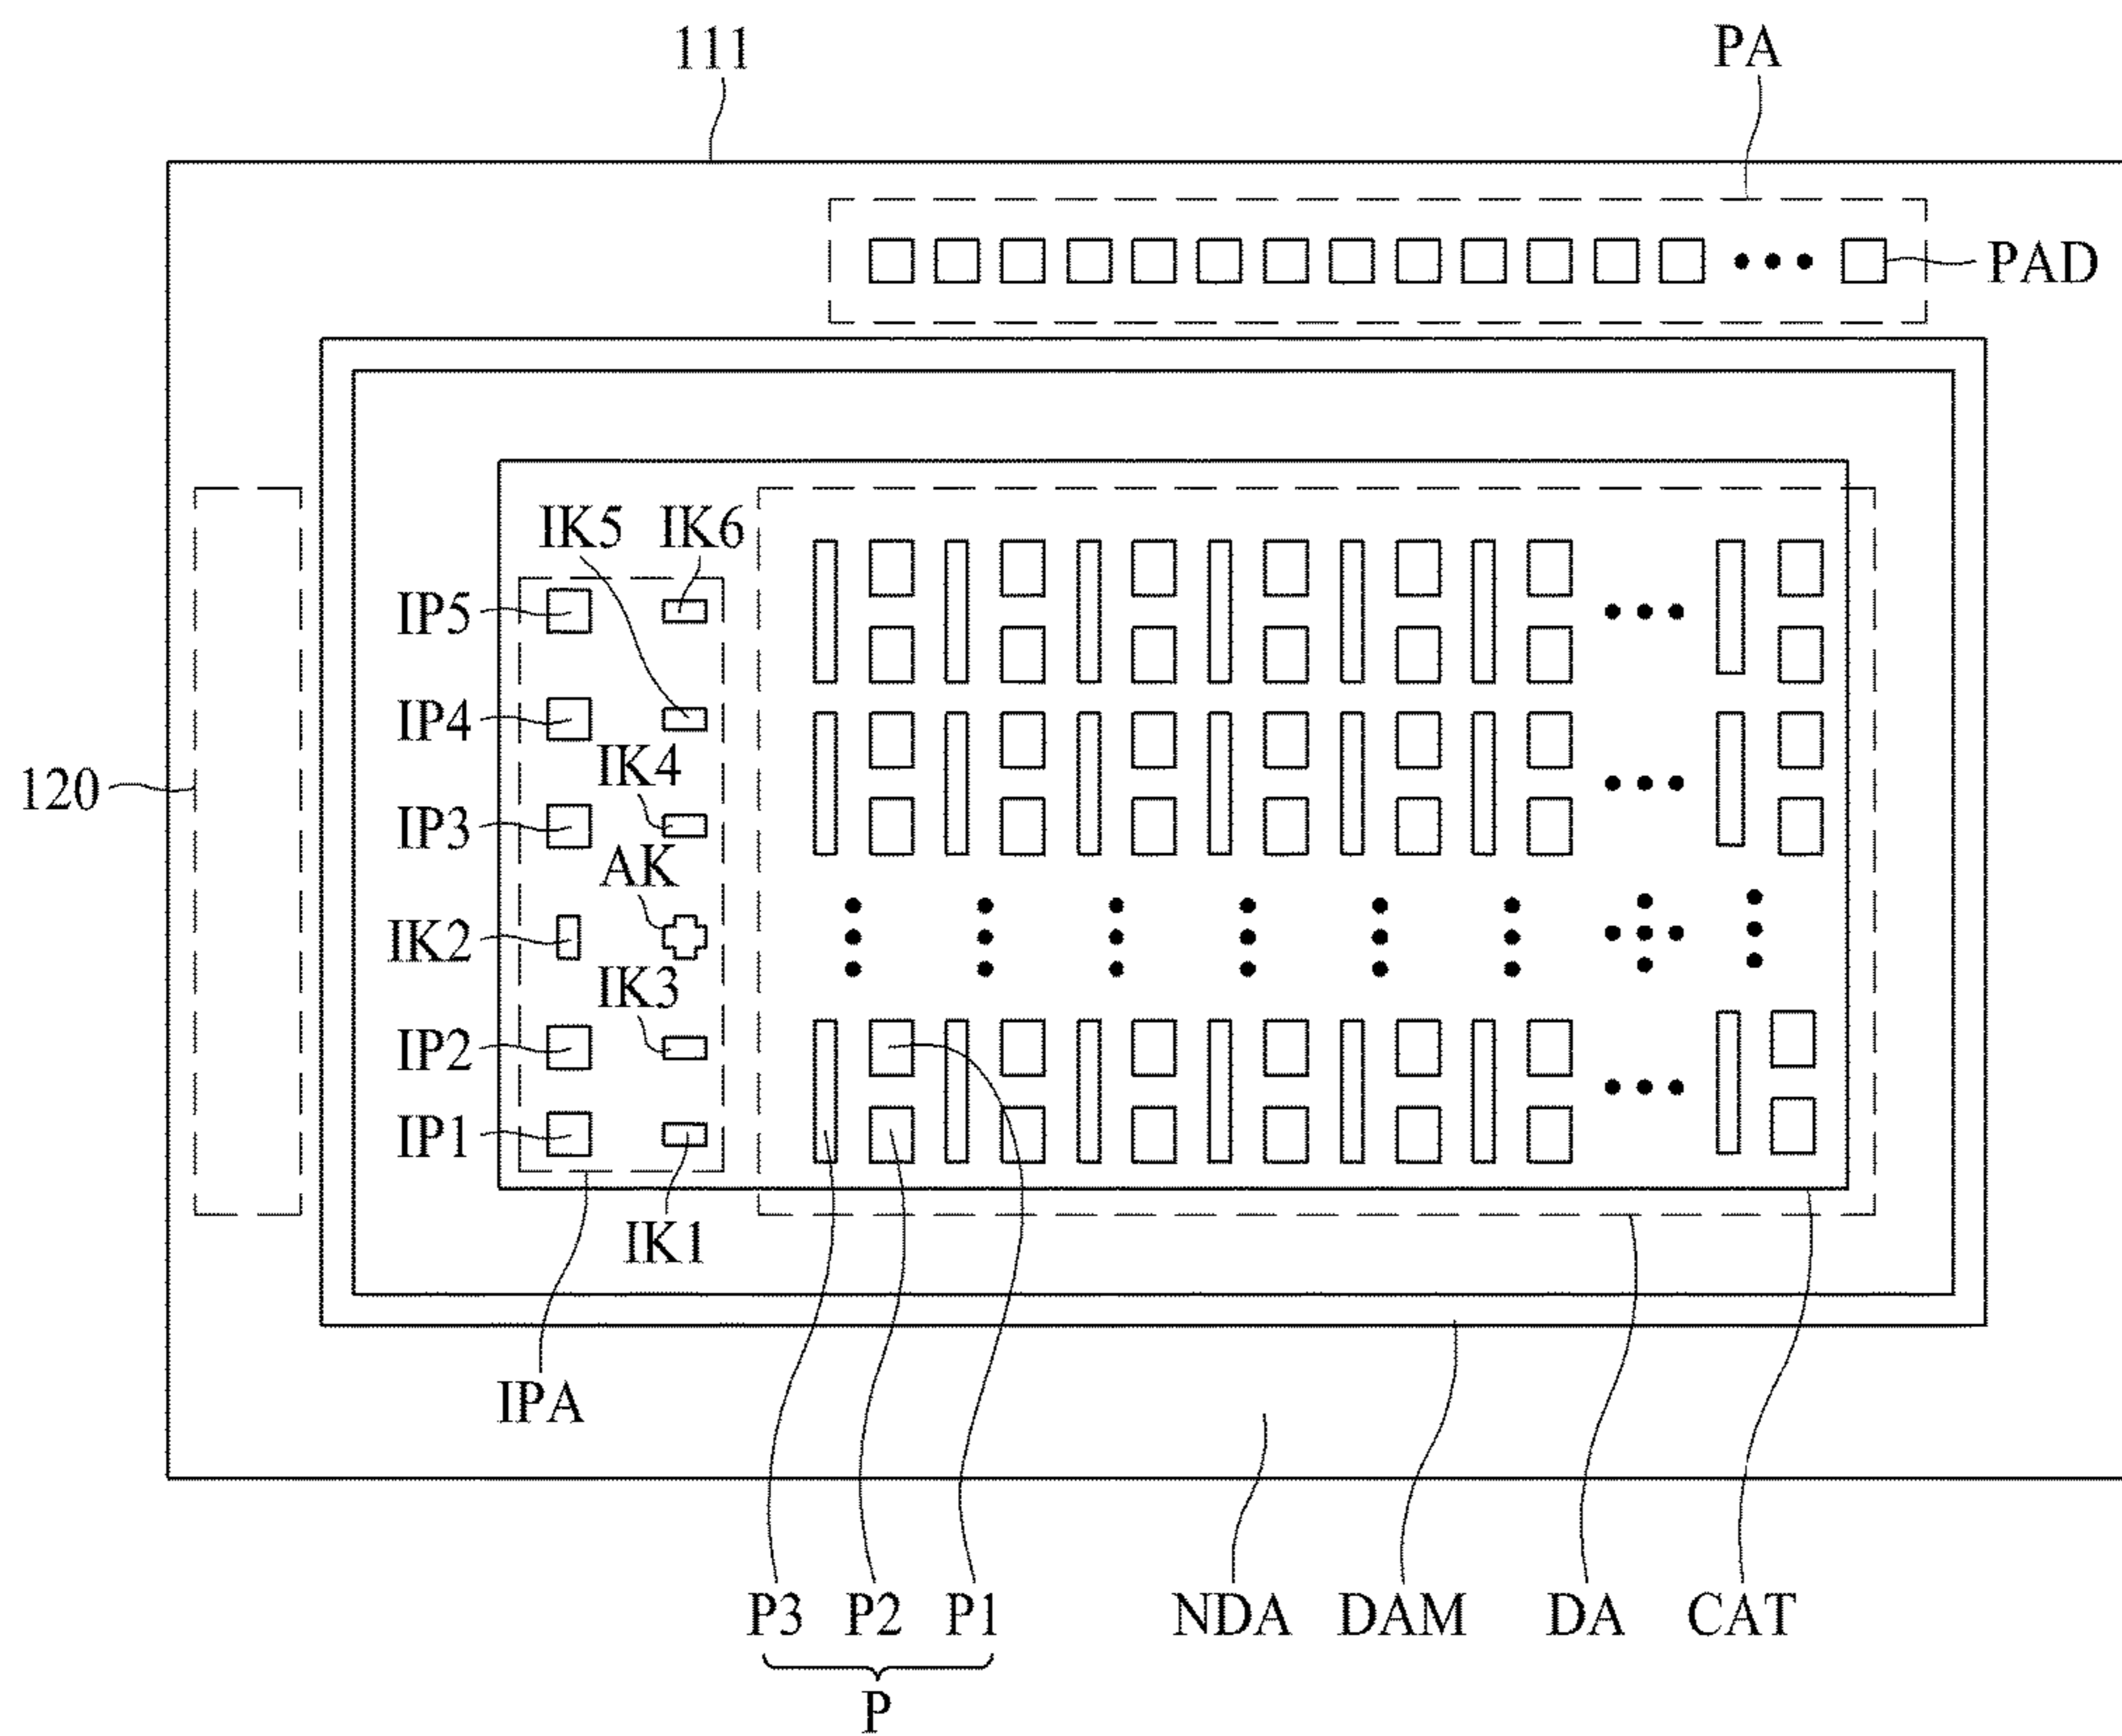 111
PA
PAD
IK5 IK6
IP5
IP4
IK4
120
IP3
AK
IK2
IK3
IP2
IP1
IK1
IPA
P3 P2 P1 NDA DAM DA CAT
P